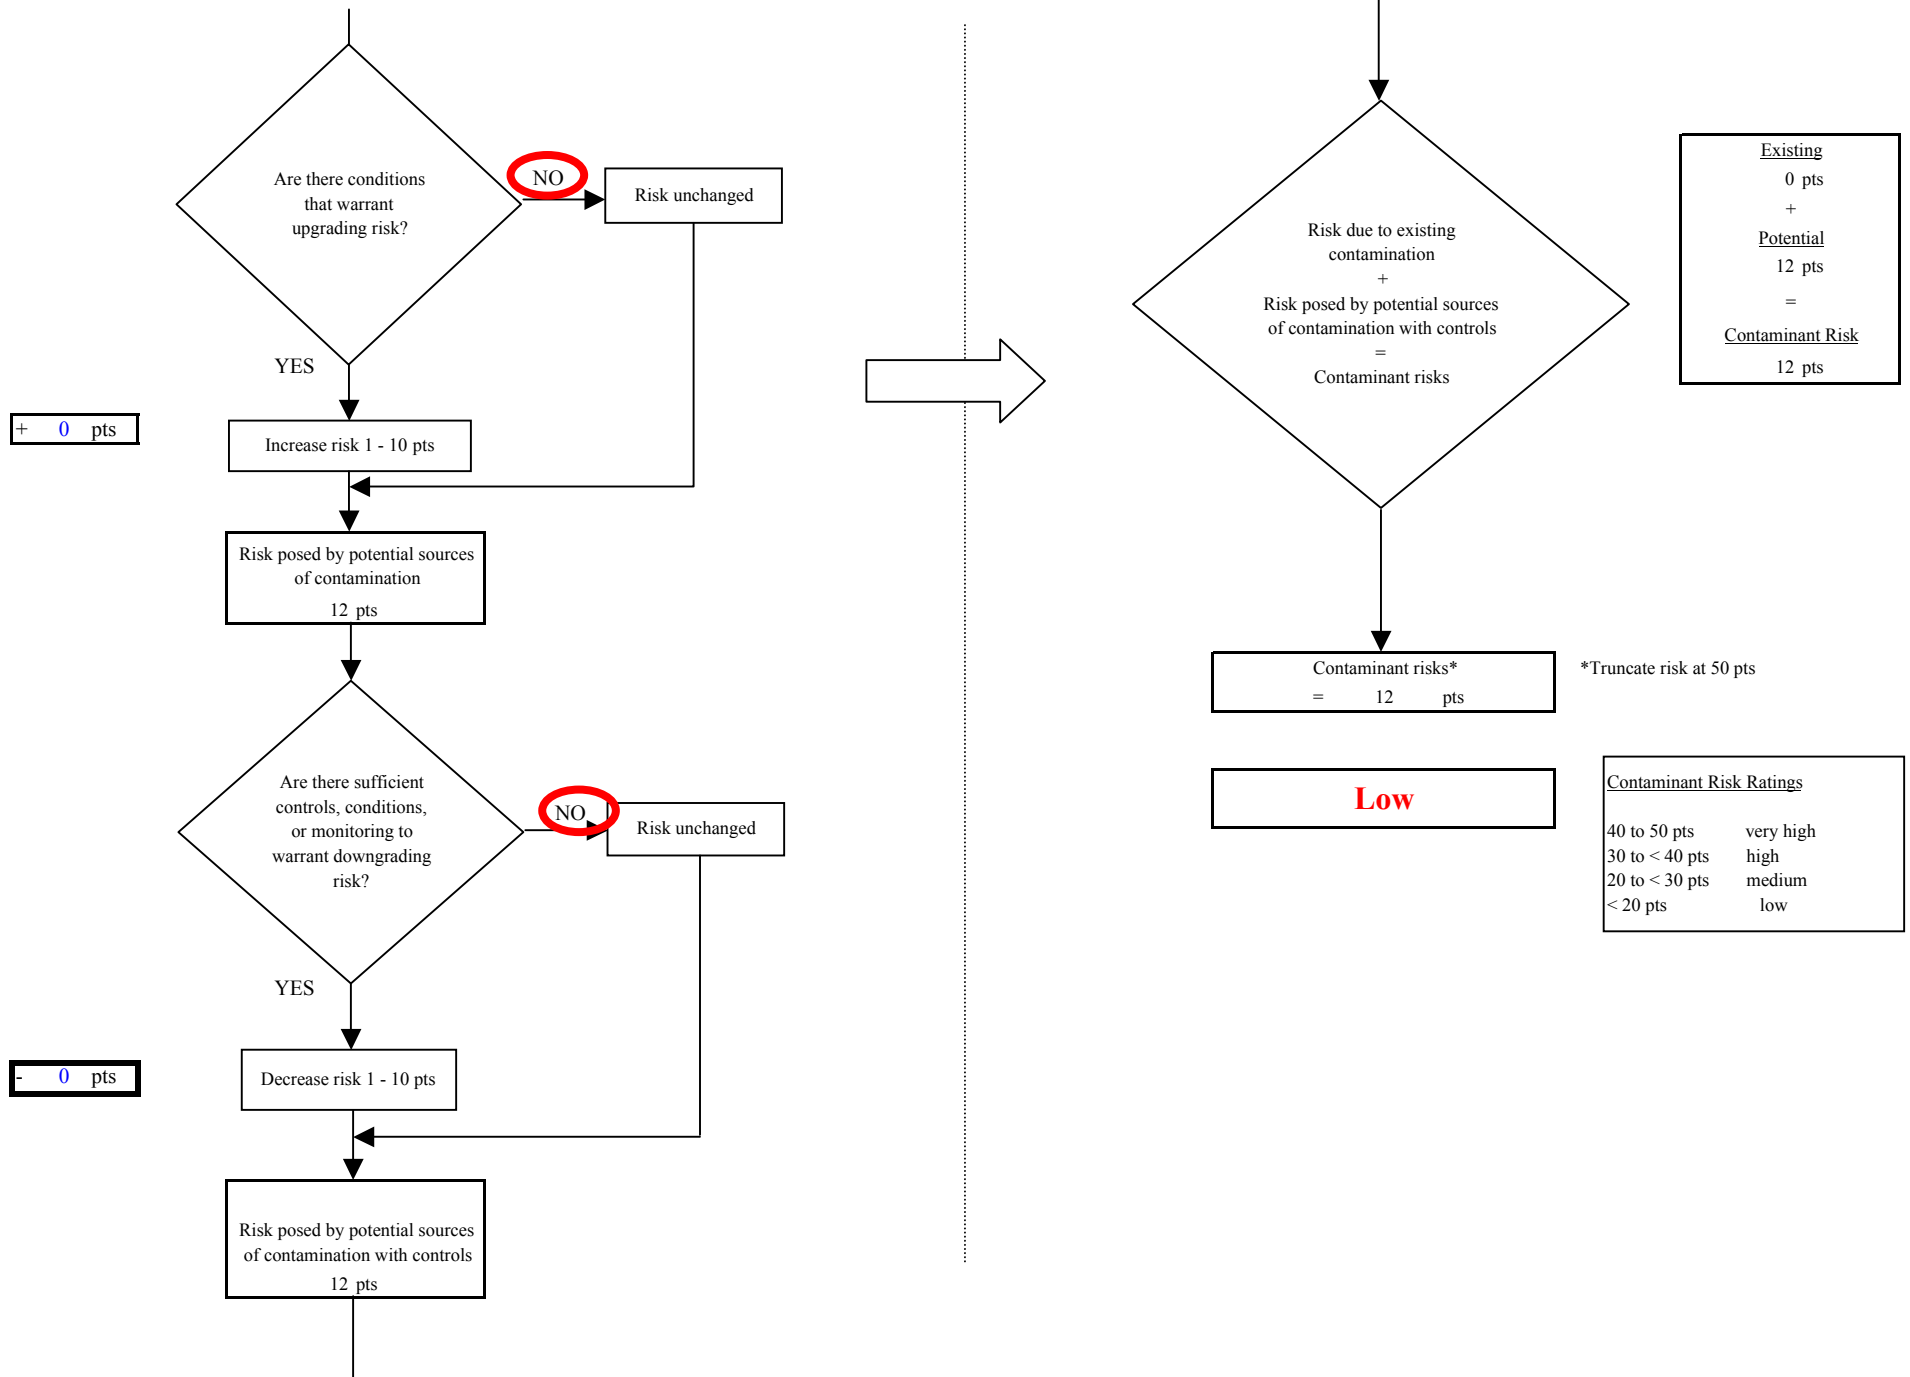 Are there conditions
that warrant
upgrading risk?
NO
Risk unchanged
YES
+ 0 pts
Increase risk 1 - 10 pts
Risk posed by potential sources
of contamination
12 pts
Are there sufficient
controls, conditions,
or monitoring to
warrant downgrading
risk?
NO
Risk unchanged
YES
- 0 pts
Decrease risk 1 - 10 pts
Risk posed by potential sources
of contamination with controls
12 pts
Risk due to existing
contamination
+
Risk posed by potential sources
of contamination with controls
=
Contaminant risks
Existing
0 pts
+
Potential
12 pts
=
Contaminant Risk
12 pts
Contaminant risks*
= 12 pts
*Truncate risk at 50 pts
Low
Contaminant Risk Ratings
40 to 50 pts very high
30 to < 40 pts high
20 to < 30 pts medium
< 20 pts low